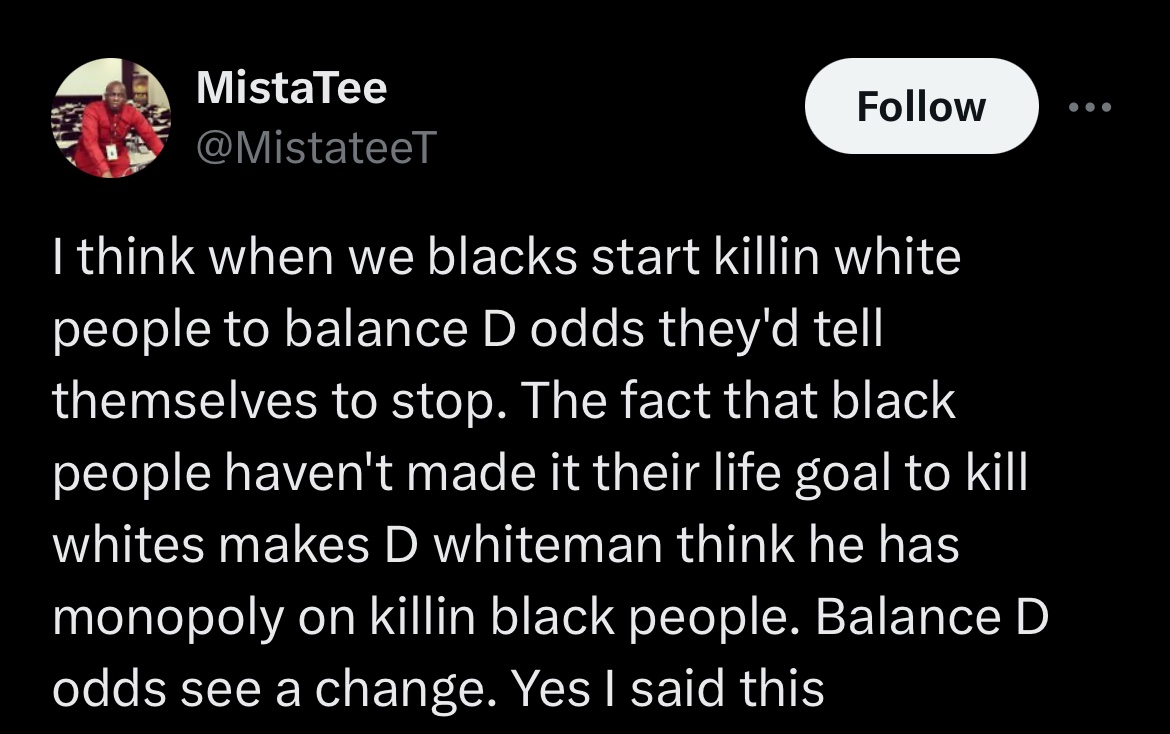 MistaTee
@MistateeT
Follow
I think when we blacks start killin white
people to balance D odds they'd tell
themselves to stop. The fact that black
people haven't made it their life goal to kill
whites makes D whiteman think he has
monopoly on killin black people. Balance D
odds see a change. Yes I said this